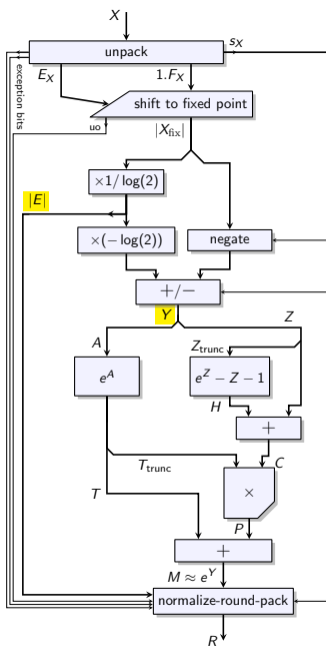 X
unpack
s_X
E_X
1.F_X
exception bits
shift to fixed point
uo
|X_fix|
×1/ log(2)
|E|
×(− log(2))
negate
+/−
Y
Z
A
Z_trunc
e^A
e^Z − Z − 1
H
+
T_trunc
C
×
T
P
+
M ≈ e^Y
normalize-round-pack
R